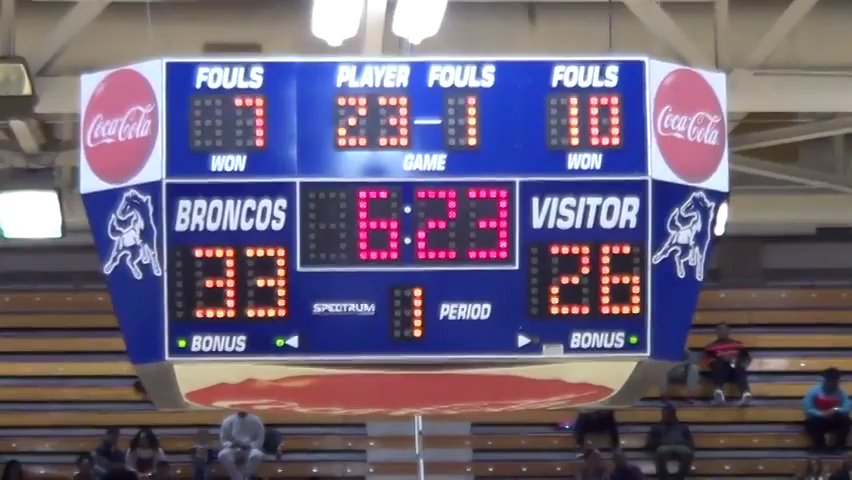 FOULS PLAYER FOULS FOULS
7 23 - 1 10
WON GAME WON
Coca-Cola Coca-Cola
BRONCOS 6:23 VISITOR
33 26
SPECTRUM 1 PERIOD
BONUS BONUS